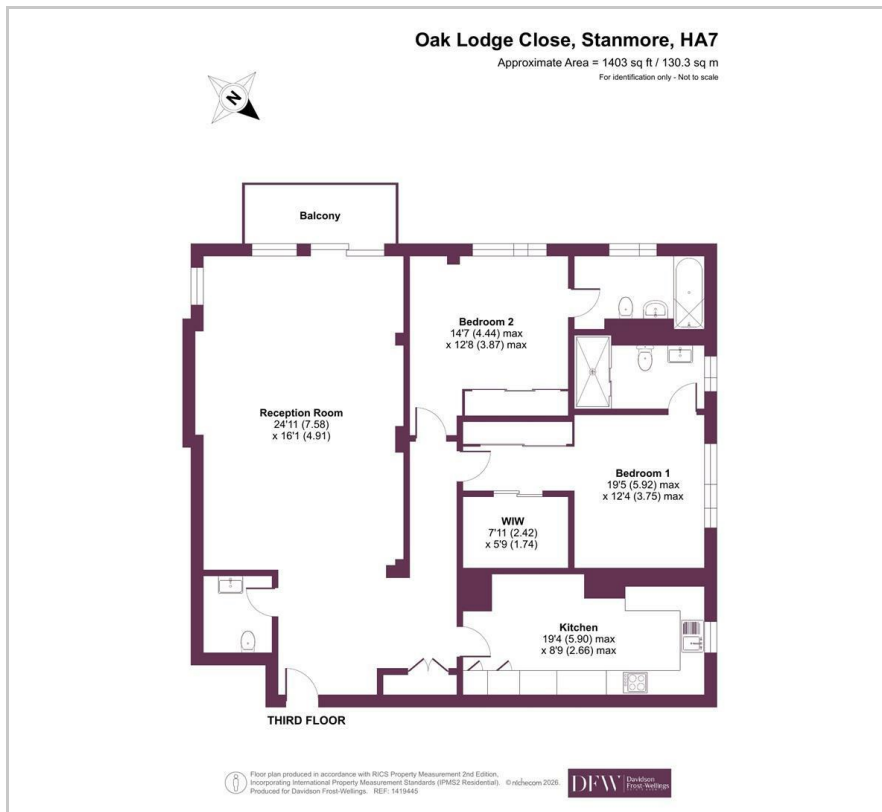 Oak Lodge Close, Stanmore, HA7
Approximate Area = 1403 sq ft / 130.3 sq m
For identification only - Not to scale
N
Balcony
Bedroom 2
14'7 (4.44) max
x 12'8 (3.87) max
Reception Room
24'11 (7.58)
x 16'1 (4.91)
Bedroom 1
19'5 (5.92) max
x 12'4 (3.75) max
WIW
7'11 (2.42)
x 5'9 (1.74)
Kitchen
19'4 (5.90) max
x 8'9 (2.66) max
THIRD FLOOR
Floor plan produced in accordance with RICS Property Measurement 2nd Edition,
Incorporating International Property Measurement Standards (IPMS2 Residential). © nichecom 2026.
Produced for Davidson Frost-Wellings. REF: 1419445
DFW Davidson
Frost-Wellings